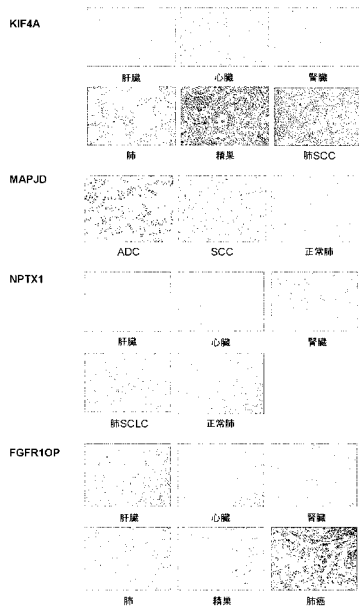 KIF4A
肝臓 心臓 腎臓
肺 精巣 肺SCC
MAPJD
ADC SCC 正常肺
NPTX1
肝臓 心臓 腎臓
肺SCLC 正常肺
FGFR1OP
肝臓 心臓 腎臓
肺 精巣 肺癌